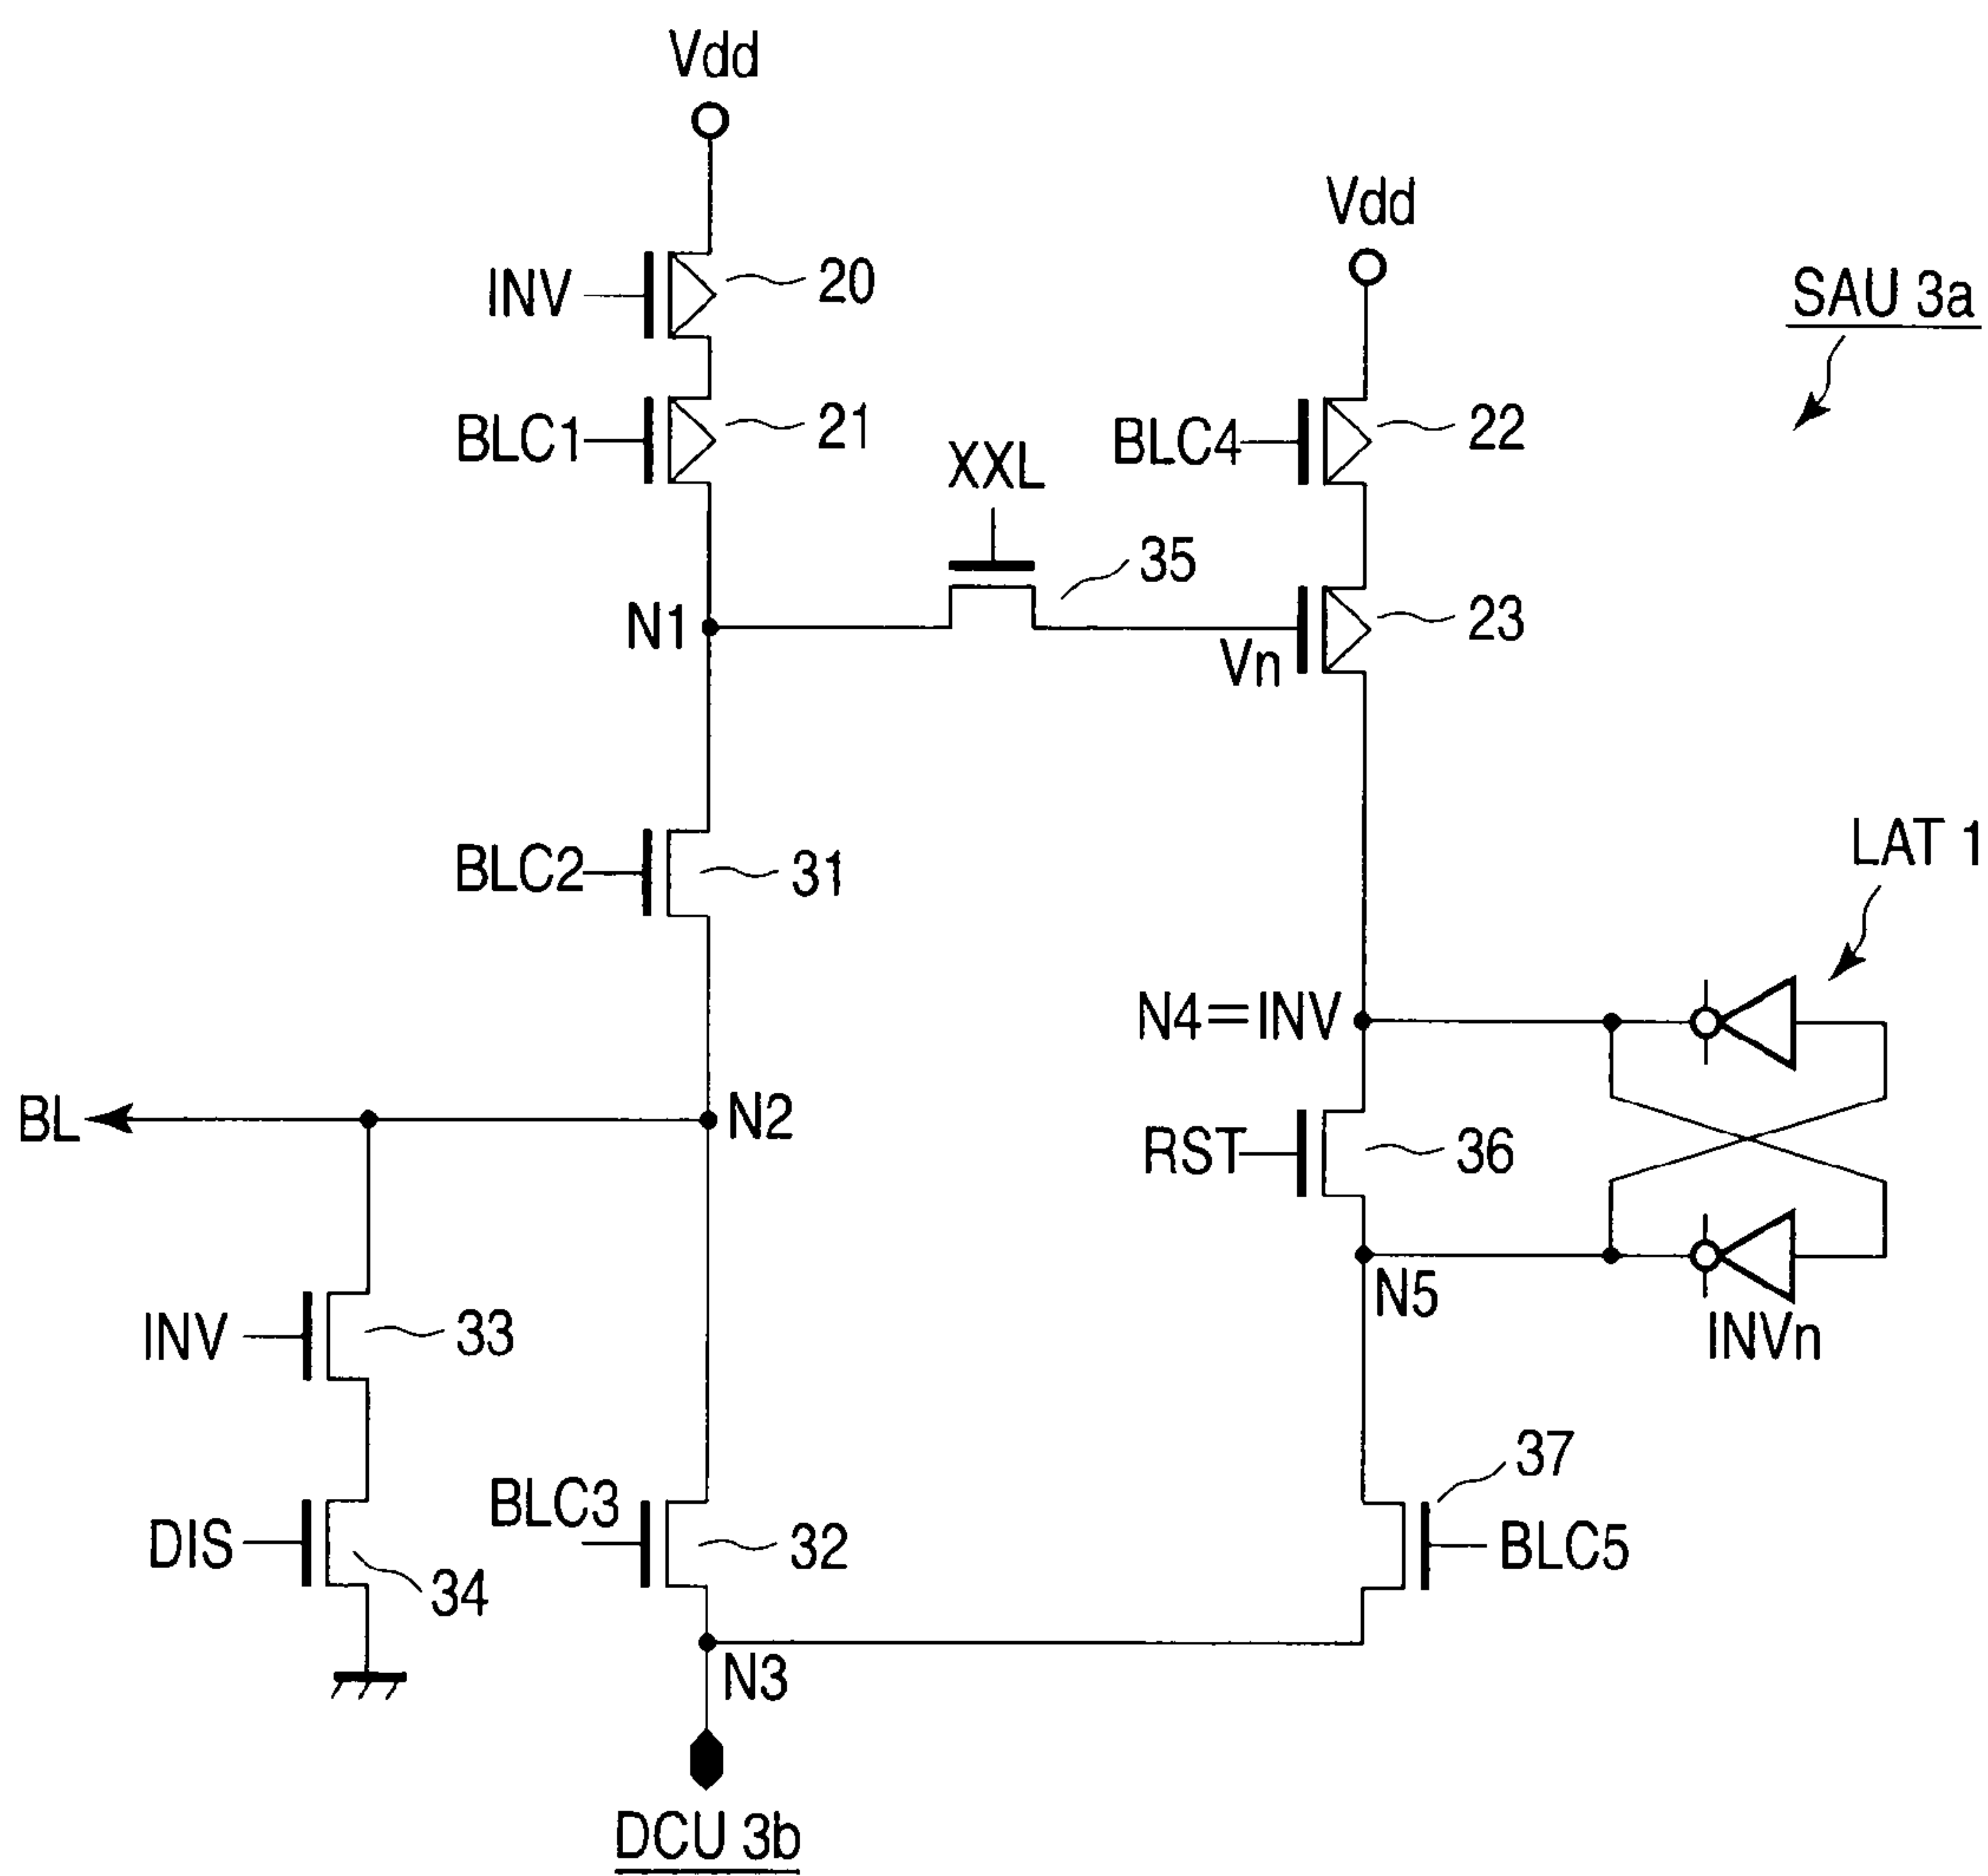 Vdd
Vdd
INV
20
SAU 3a
BLC1
21
BLC4
22
XXL
35
N1
Vn
23
BLC2
31
LAT 1
N4=INV
BL
N2
RST
36
N5
INVn
INV
33
37
BLC3
DIS
32
BLC5
34
N3
DCU 3b